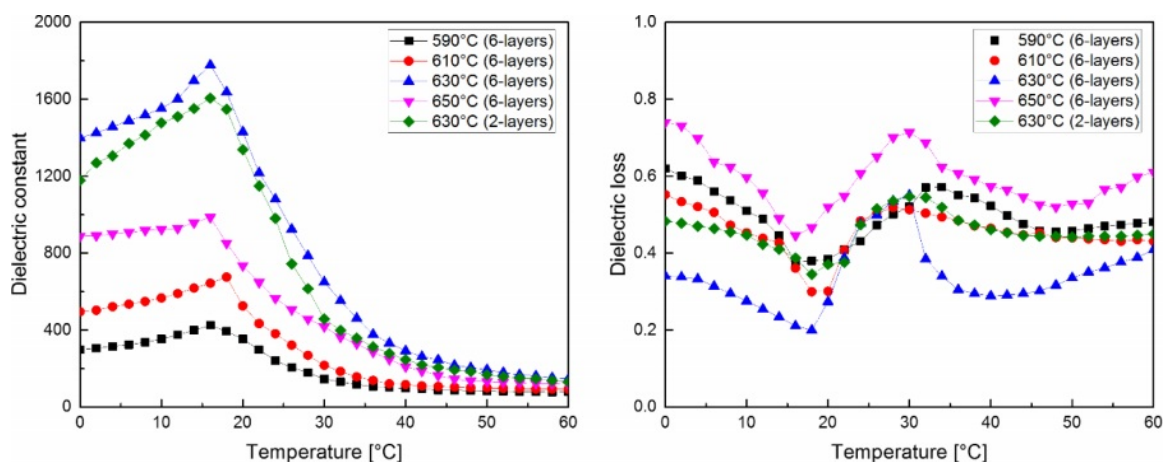 2000
1600
1200
800
400
0
Dielectric constant
590°C (6-layers)
610°C (6-layers)
630°C (6-layers)
650°C (6-layers)
630°C (2-layers)
0 10 20 30 40 50 60
Temperature [°C]
1.0
0.8
0.6
0.4
0.2
0.0
Dielectric loss
590°C (6-layers)
610°C (6-layers)
630°C (6-layers)
650°C (6-layers)
630°C (2-layers)
0 10 20 30 40 50 60
Temperature [°C]